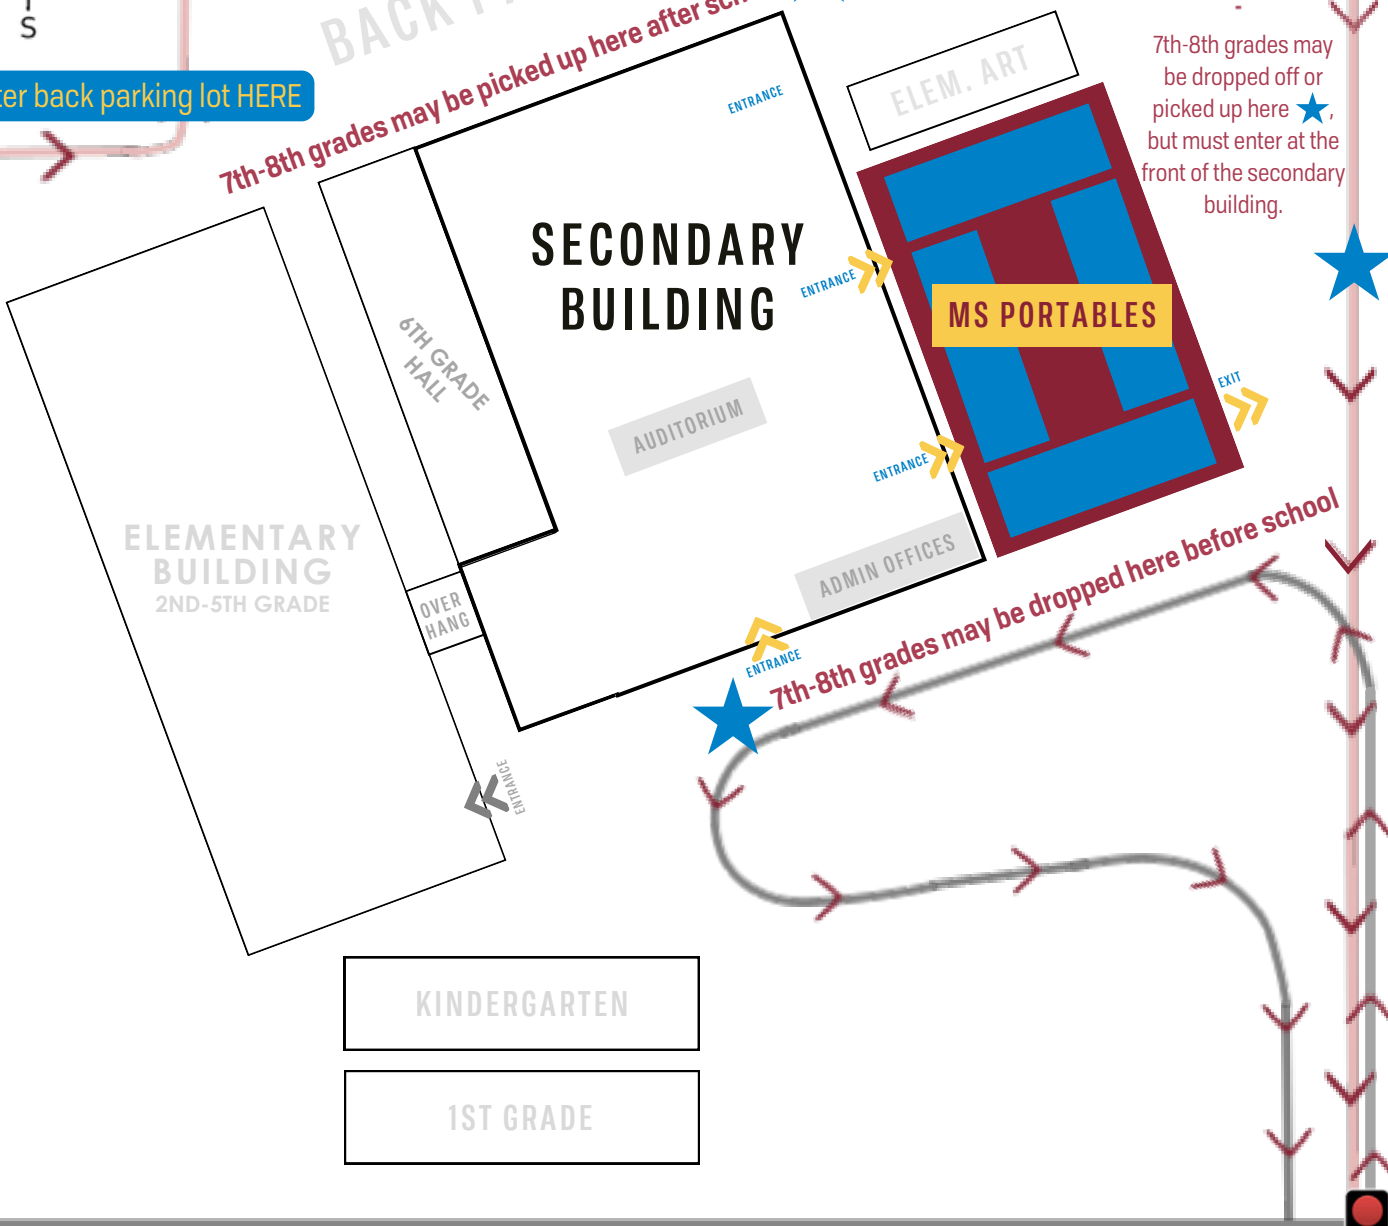 S
BACK
7th-8th grades may be picked up here after
ter back parking lot HERE
ENTRANCE
ELEM. ART
7th-8th grades may
be dropped off or
picked up here ,
but must enter at the
front of the secondary
building.
SECONDARY
BUILDING
ENTRANCE
MS PORTABLES
6TH GRADE
HALL
AUDITORIUM
EXIT
ENTRANCE
ELEMENTARY
BUILDING
2ND-5TH GRADE
OVER
HANG
ADMIN OFFICES
ENTRANCE
7th-8th grades may be dropped here before school
ENTRANCE
KINDERGARTEN
1ST GRADE